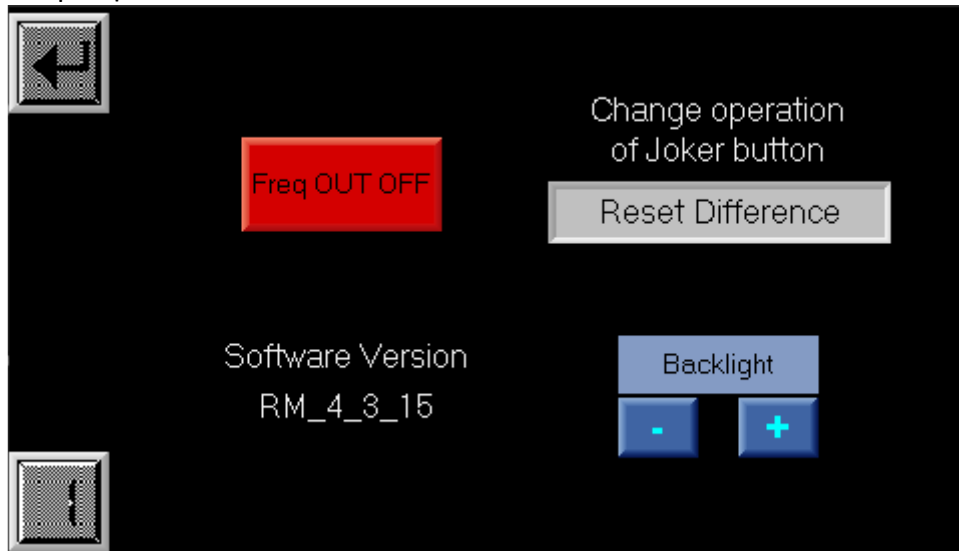 Change operation
of Joker button
Freq OUT OFF
Reset Difference
Software Version
RM_4_3_15
Backlight
- +